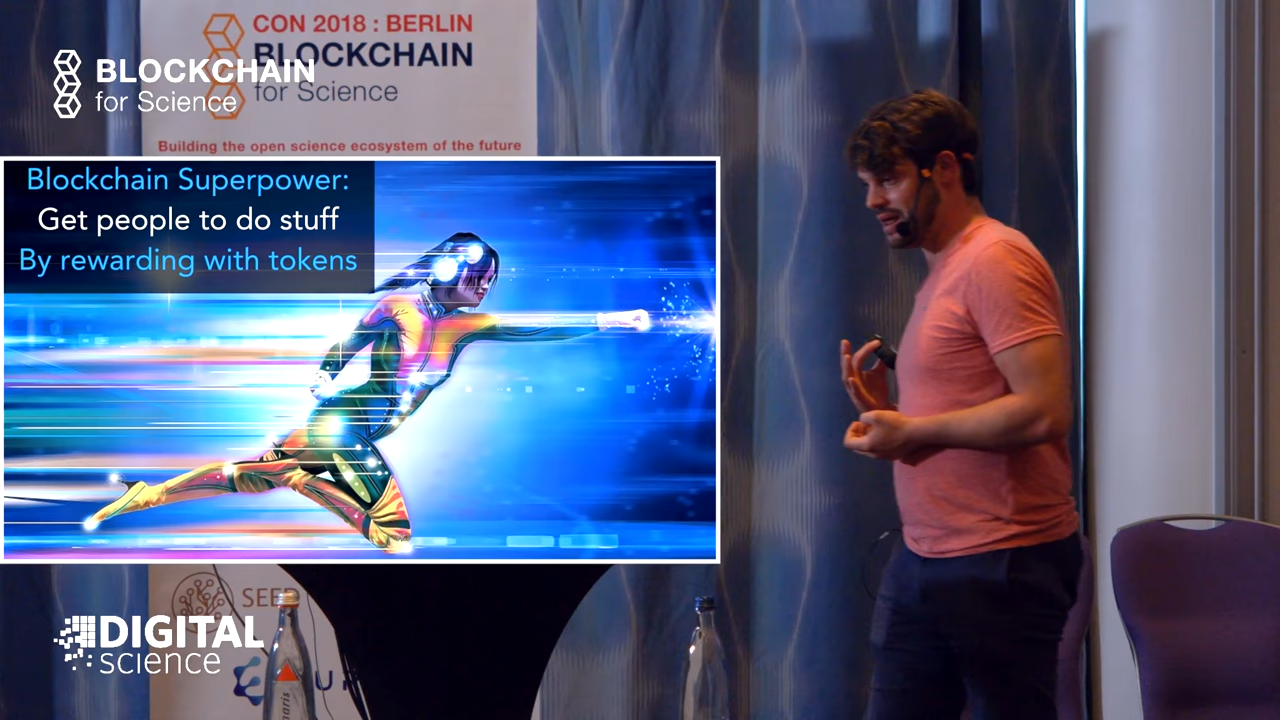 CON 2018 : BERLIN
BLOCKCHAIN
for Science
BLOCKCHAIN
for Science
Building the open science ecosystem of the future
Blockchain Superpower:
Get people to do stuff
By rewarding with tokens
SEED
DIGITAL
science